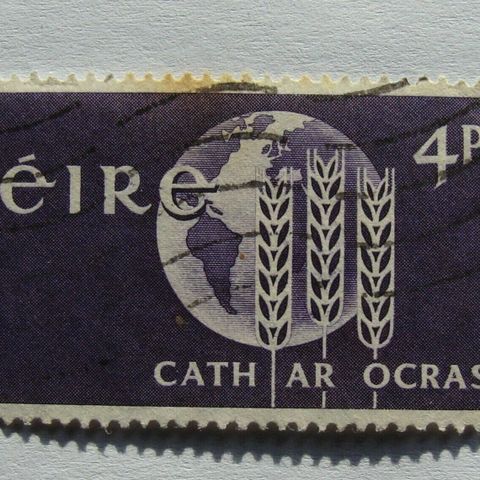 éire 4P
CATH AR OCRAS